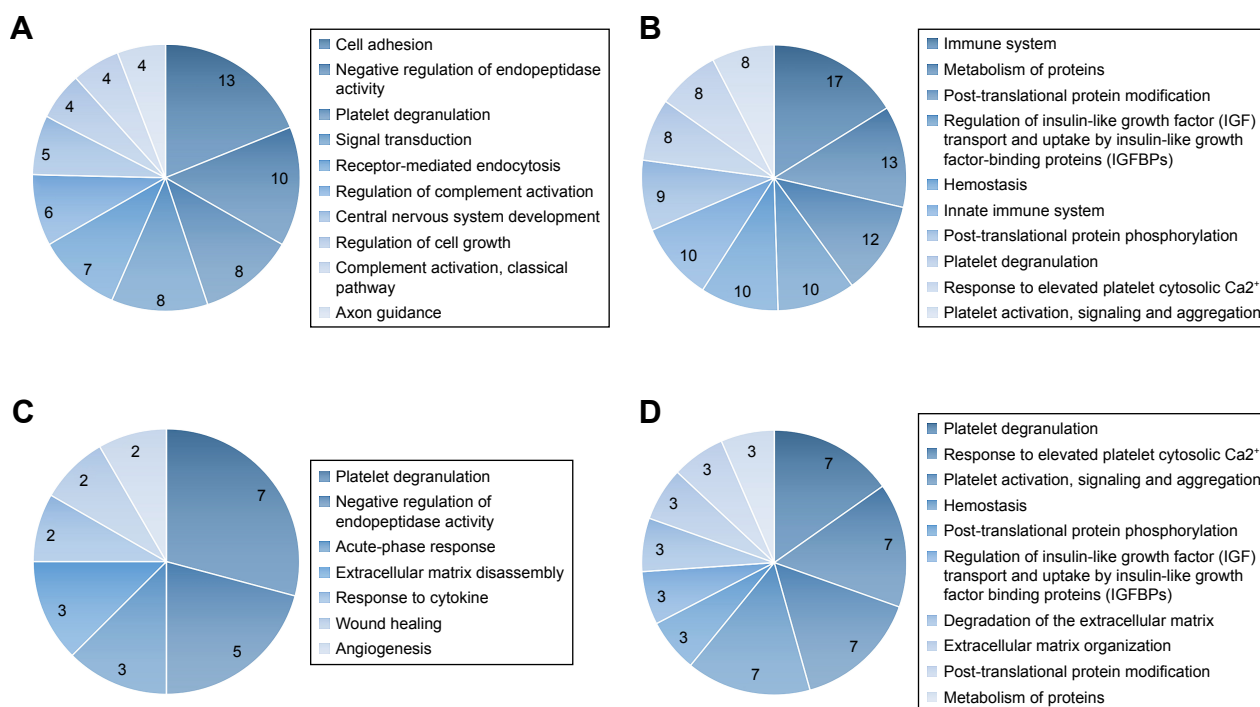 A
13
10
8
8
7
6
5
4
4
4
Cell adhesion
Negative regulation of endopeptidase
activity
Platelet degranulation
Signal transduction
Receptor-mediated endocytosis
Regulation of complement activation
Central nervous system development
Regulation of cell growth
Complement activation, classical
pathway
Axon guidance
B
17
13
12
10
10
10
9
8
8
8
Immune system
Metabolism of proteins
Post-translational protein modification
Regulation of insulin-like growth factor (IGF)
transport and uptake by insulin-like growth
factor-binding proteins (IGFBPs)
Hemostasis
Innate immune system
Post-translational protein phosphorylation
Platelet degranulation
Response to elevated platelet cytosolic Ca2⁺
Platelet activation, signaling and aggregation
C
7
5
3
3
2
2
2
Platelet degranulation
Negative regulation of
endopeptidase activity
Acute-phase response
Extracellular matrix disassembly
Response to cytokine
Wound healing
Angiogenesis
D
7
7
7
7
3
3
3
3
3
3
Platelet degranulation
Response to elevated platelet cytosolic Ca2⁺
Platelet activation, signaling and aggregation
Hemostasis
Post-translational protein phosphorylation
Regulation of insulin-like growth factor (IGF)
transport and uptake by insulin-like growth
factor binding proteins (IGFBPs)
Degradation of the extracellular matrix
Extracellular matrix organization
Post-translational protein modification
Metabolism of proteins